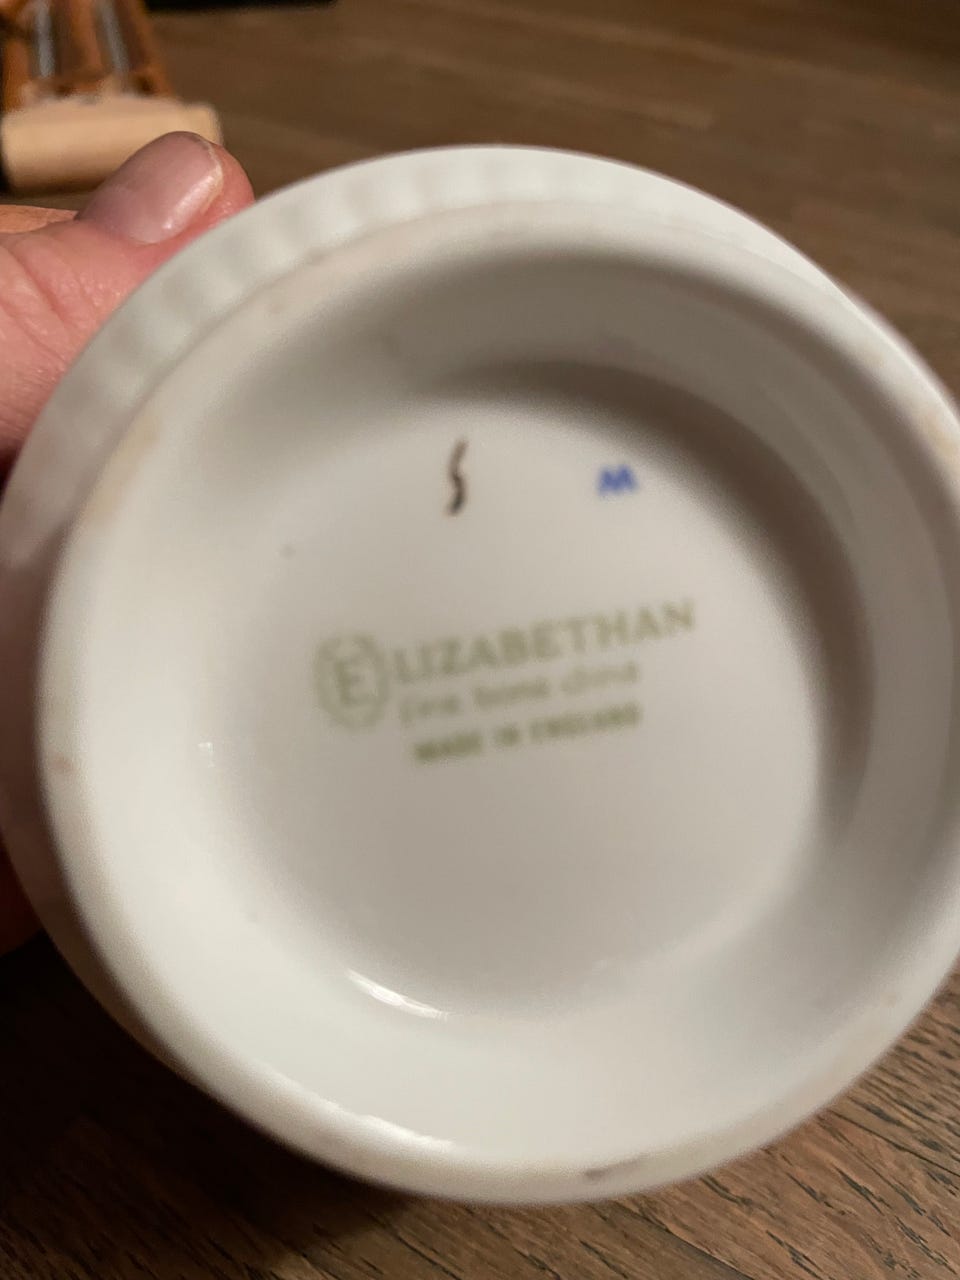 S W
ELIZABETHAN
fine bone china
MADE IN ENGLAND